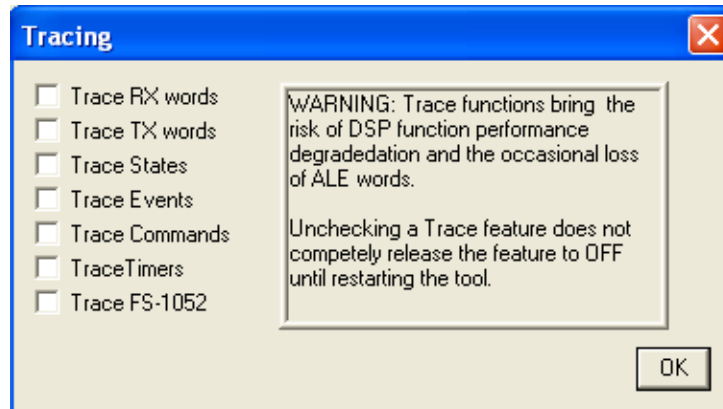 Tracing
Trace RX words
Trace TX words
Trace States
Trace Events
Trace Commands
TraceTimers
Trace FS-1052
WARNING: Trace functions bring  the
risk of DSP function performance
degradedation and the occasional loss
of ALE words.
Unchecking a Trace feature does not
competely release the feature to OFF
until restarting the tool.
OK